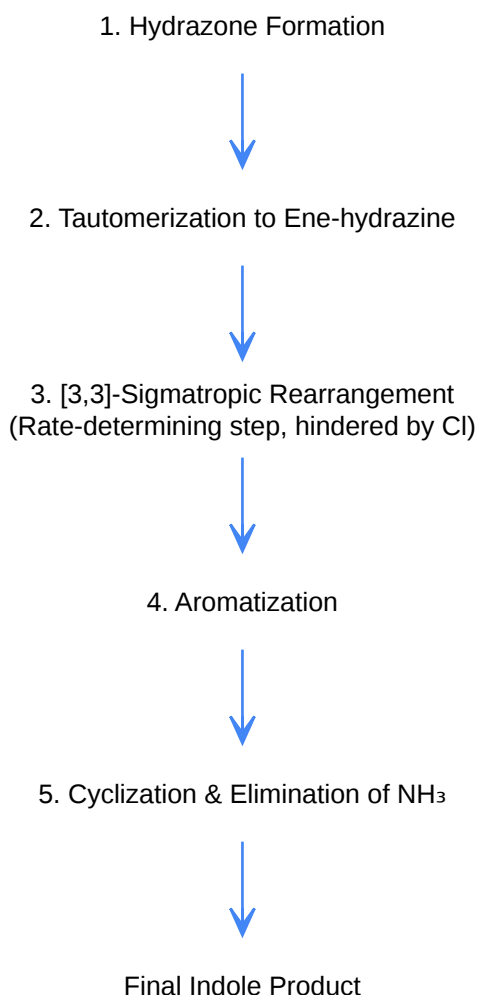 1. Hydrazone Formation
2. Tautomerization to Ene-hydrazine
3. [3,3]-Sigmatropic Rearrangement
(Rate-determining step, hindered by Cl)
4. Aromatization
5. Cyclization & Elimination of NH₃
Final Indole Product